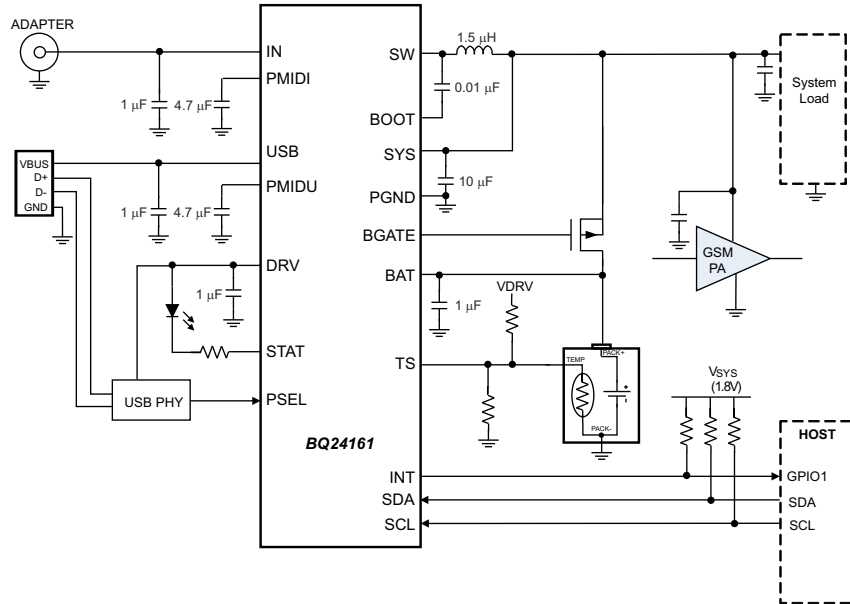 ADAPTER
IN
PMIDI
1 µF
4.7 µF
VBUS
D+
D-
GND
USB
PMIDU
1 µF
4.7 µF
DRV
1 µF
STAT
USB PHY
PSEL
BQ24161
SW
1.5 µH
0.01 µF
BOOT
SYS
10 µF
PGND
BGATE
BAT
1 µF
VDRV
TS
TEMP
PACK+
+
-
PACK-
System
Load
GSM
PA
VSYS
(1.8V)
HOST
INT
GPIO1
SDA
SDA
SCL
SCL